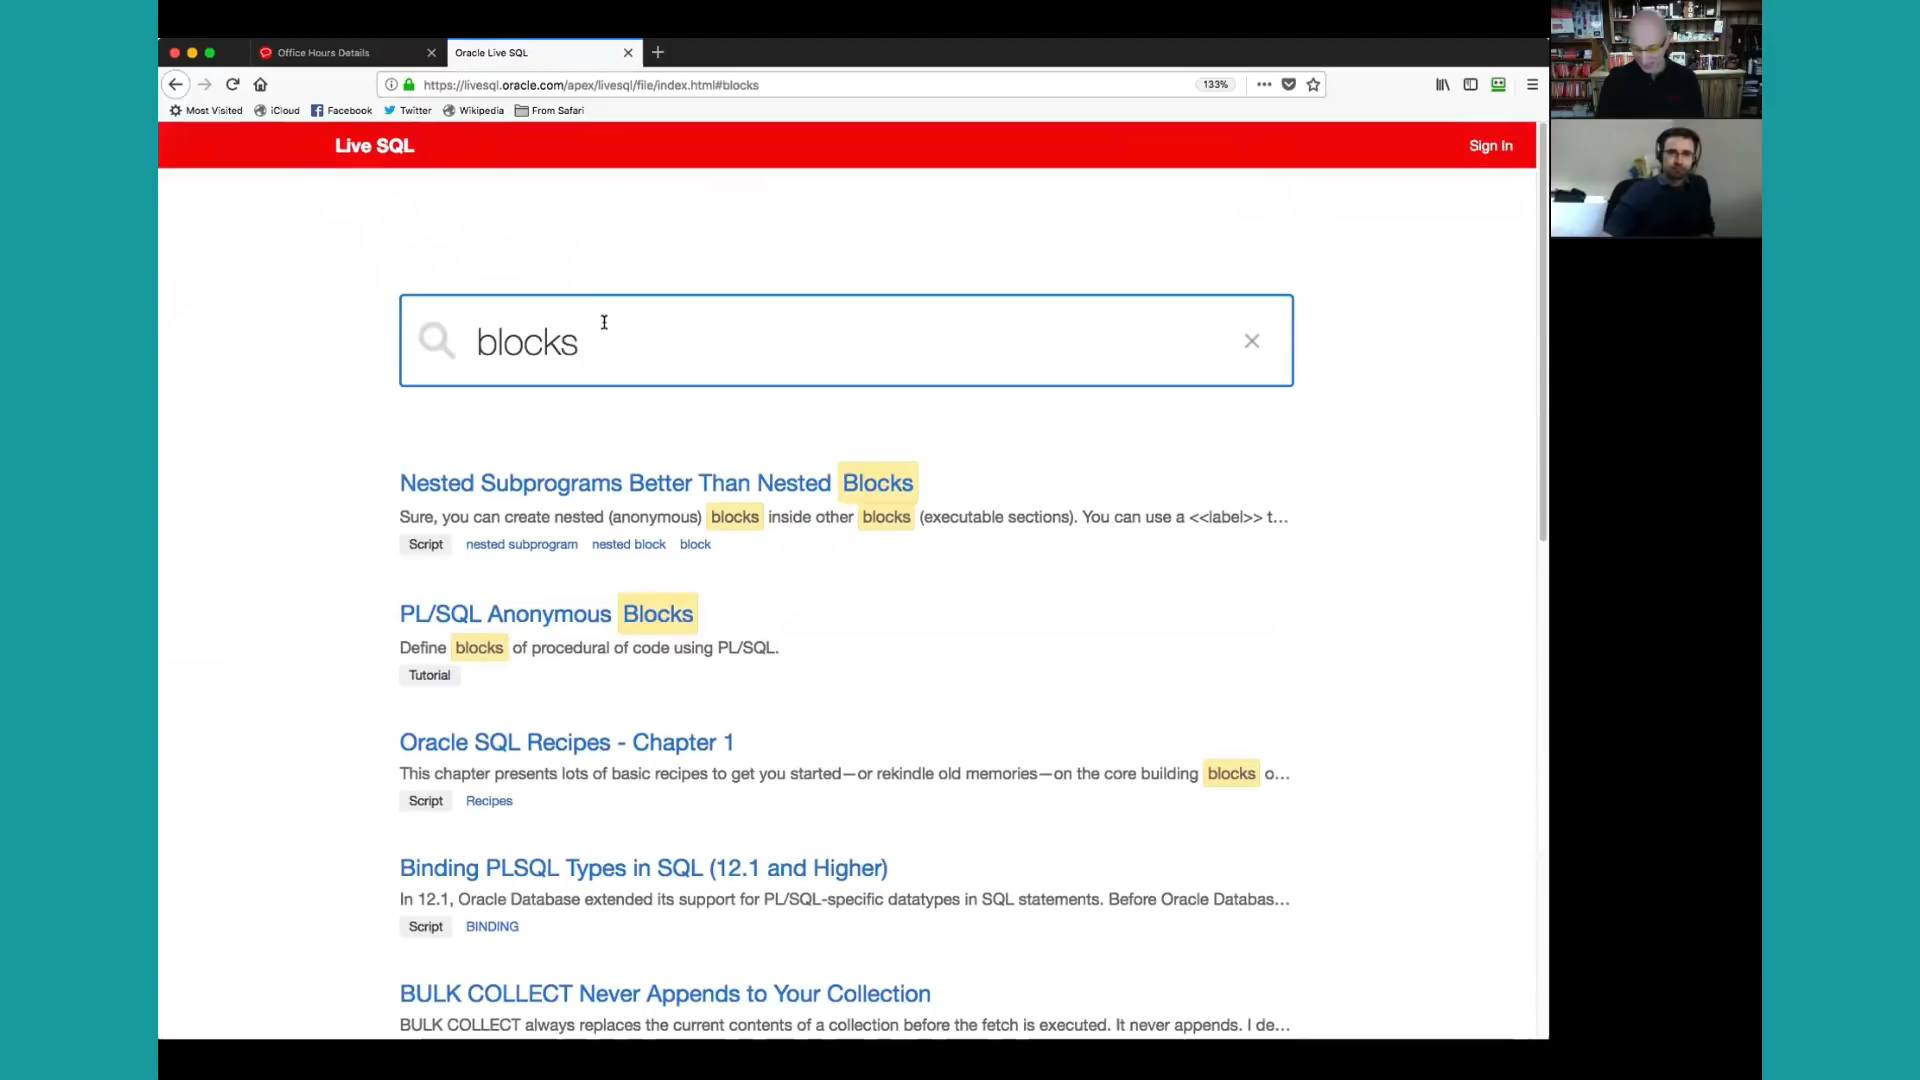 Office Hours Details
Oracle Live SQL
https://livesql.oracle.com/apex/livesql/file/index.html#blocks
133%
Most Visited
iCloud
Facebook
Twitter
Wikipedia
From Safari
Live SQL
Sign In
blocks
Nested Subprograms Better Than Nested Blocks
Sure, you can create nested (anonymous) blocks inside other blocks (executable sections). You can use a <<label>> t...
Script nested subprogram nested block block
PL/SQL Anonymous Blocks
Define blocks of procedural of code using PL/SQL.
Tutorial
Oracle SQL Recipes - Chapter 1
This chapter presents lots of basic recipes to get you started—or rekindle old memories—on the core building blocks o...
Script Recipes
Binding PLSQL Types in SQL (12.1 and Higher)
In 12.1, Oracle Database extended its support for PL/SQL-specific datatypes in SQL statements. Before Oracle Databas...
Script BINDING
BULK COLLECT Never Appends to Your Collection
BULK COLLECT always replaces the current contents of a collection before the fetch is executed. It never appends. I de...